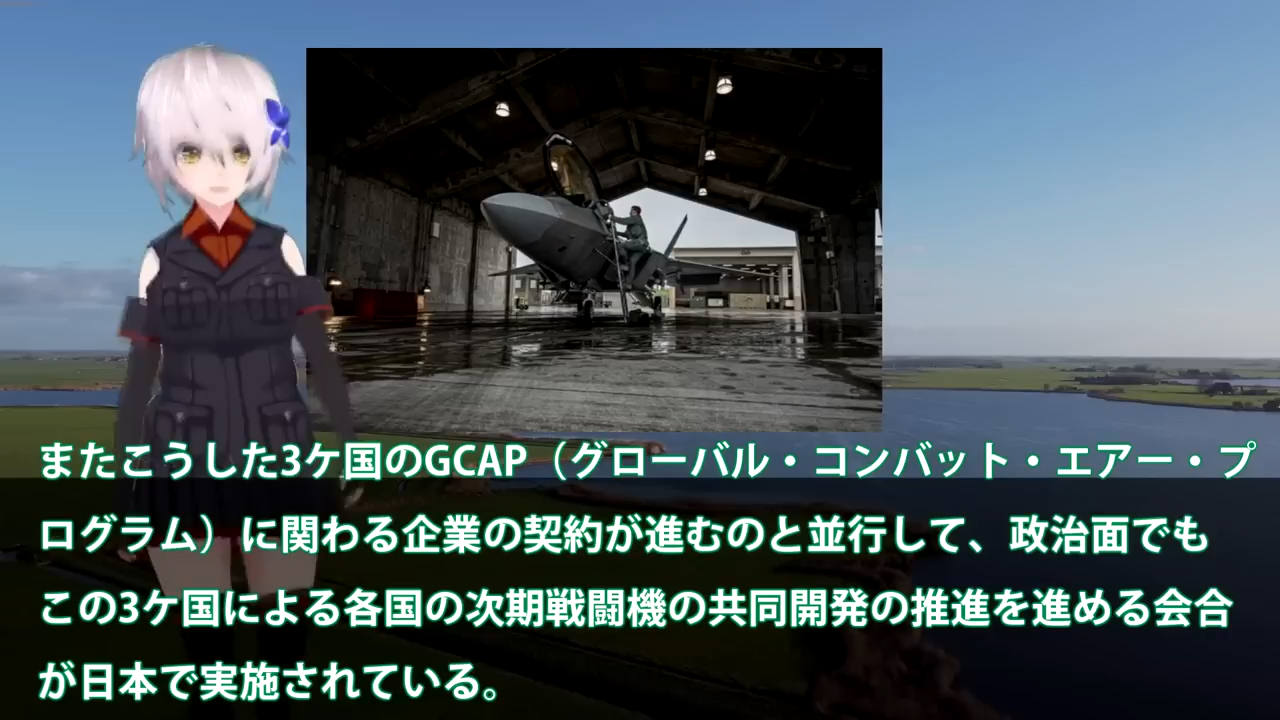 またこうした3ケ国のGCAP（グローバル・コンバット・エアー・プ
ログラム）に関わる企業の契約が進むのと並行して、政治面でも
この3ケ国による各国の次期戦闘機の共同開発の推進を進める会合
が日本で実施されている。